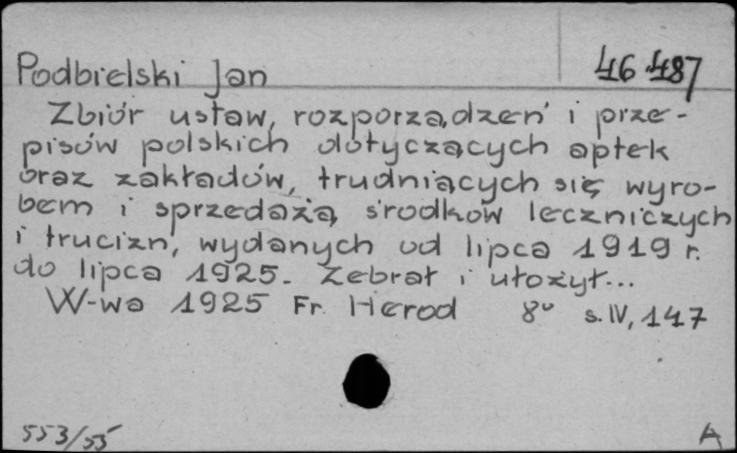 Podbielski Jan 46.487
Zbiór ustaw, rozporządzeń i prze-
pisów polskich dotyczących aptek
oraz zakładów, trudniących się wyro-
bem i sprzedażą środków leczniczych
i trucizn, wydanych od lipca 1919 r.
do lipca 1925. Zebrał i ułożył...
W-wa 1925 Fr. Herod 8° s. IV, 147
553/55 A